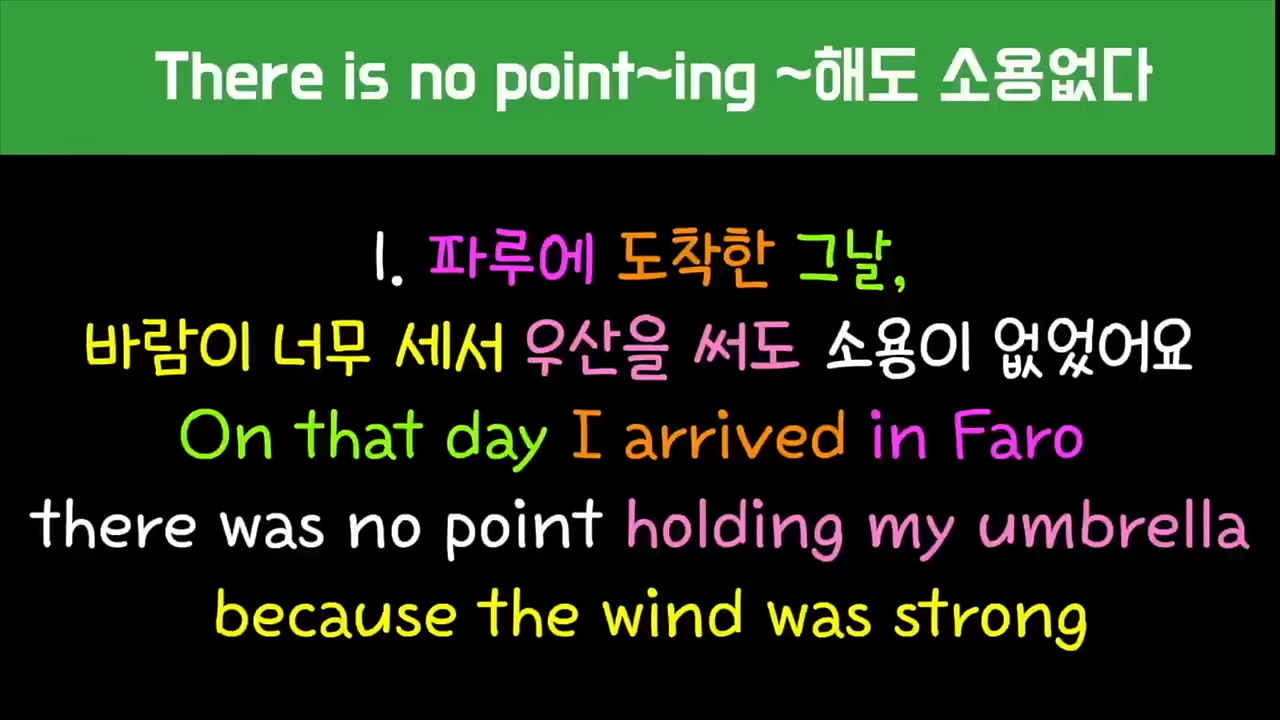 There is no point~ing ~해도 소용없다
1. 파루에 도착한 그날,
바람이 너무 세서 우산을 써도 소용이 없었어요
On that day I arrived in Faro
there was no point holding my umbrella
because the wind was strong